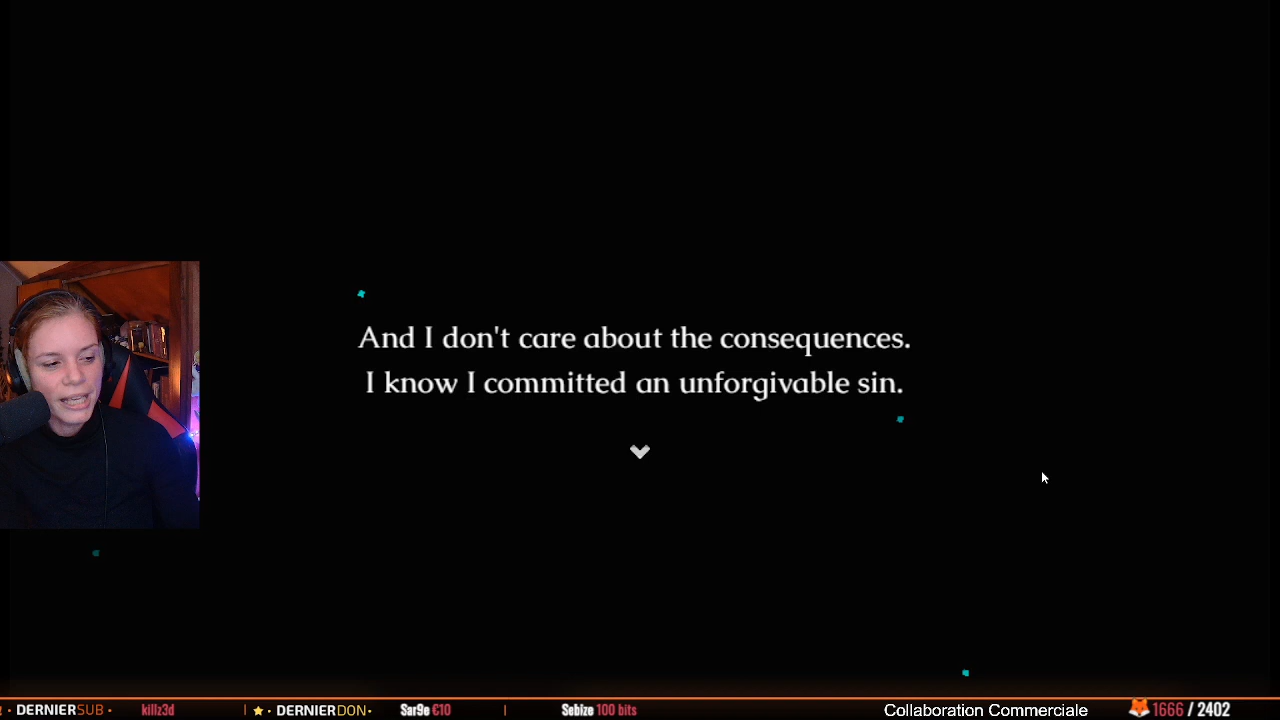 And I don't care about the consequences.
I know I committed an unforgivable sin.
· DERNIERSUB · killz3d | ★ · DERNIERDON · Sar9e €10 | Seblze 100 bits Collaboration Commerciale 1666 / 2402